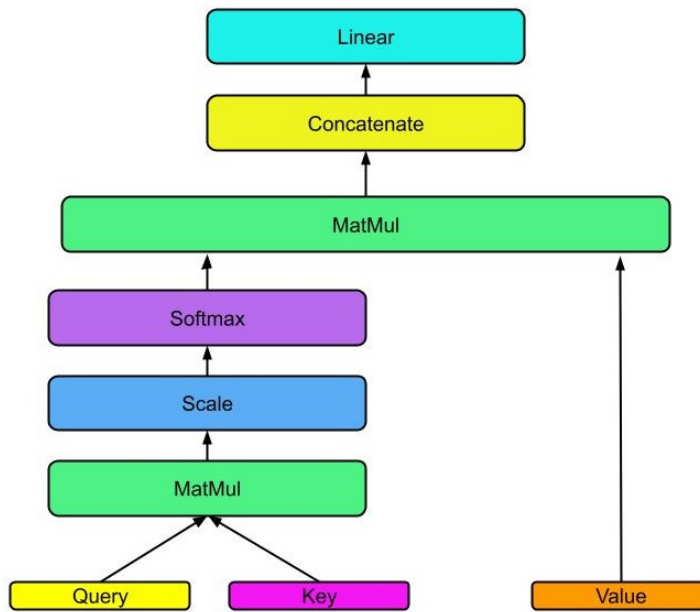 Linear
Concatenate
MatMul
Softmax
Scale
MatMul
Query
Key
Value